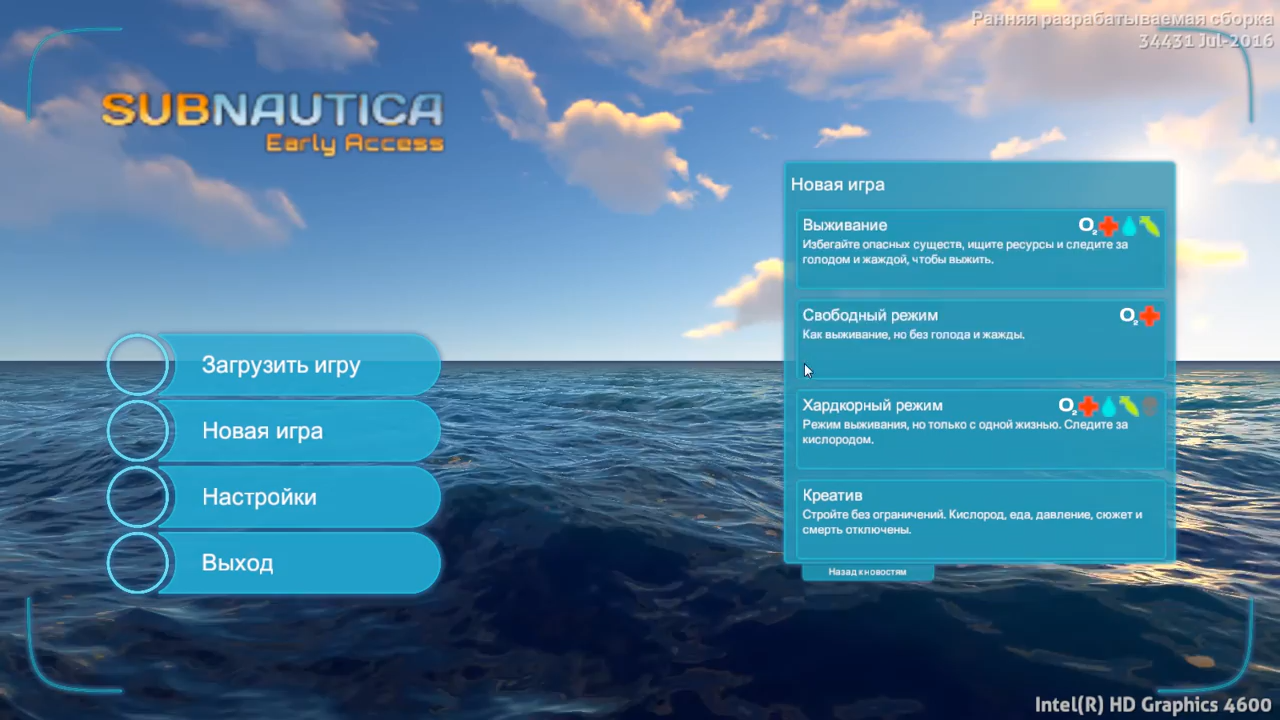 Ранняя разрабатываемая сборка
34431 Jul-2016
SUBNAUTICA
Early Access
Новая игра
Выживание
O2
Избегайте опасных существ, ищите ресурсы и следите за
голодом и жаждой, чтобы выжить.
Свободный режим
O2
Как выживание, но без голода и жажды.
Хардкорный режим
O2
Режим выживания, но только с одной жизнью. Следите за
кислородом.
Креатив
Стройте без ограничений. Кислород, еда, давление, сюжет и
смерть отключены.
Назад к новостям
Загрузить игру
Новая игра
Настройки
Выход
Intel(R) HD Graphics 4600